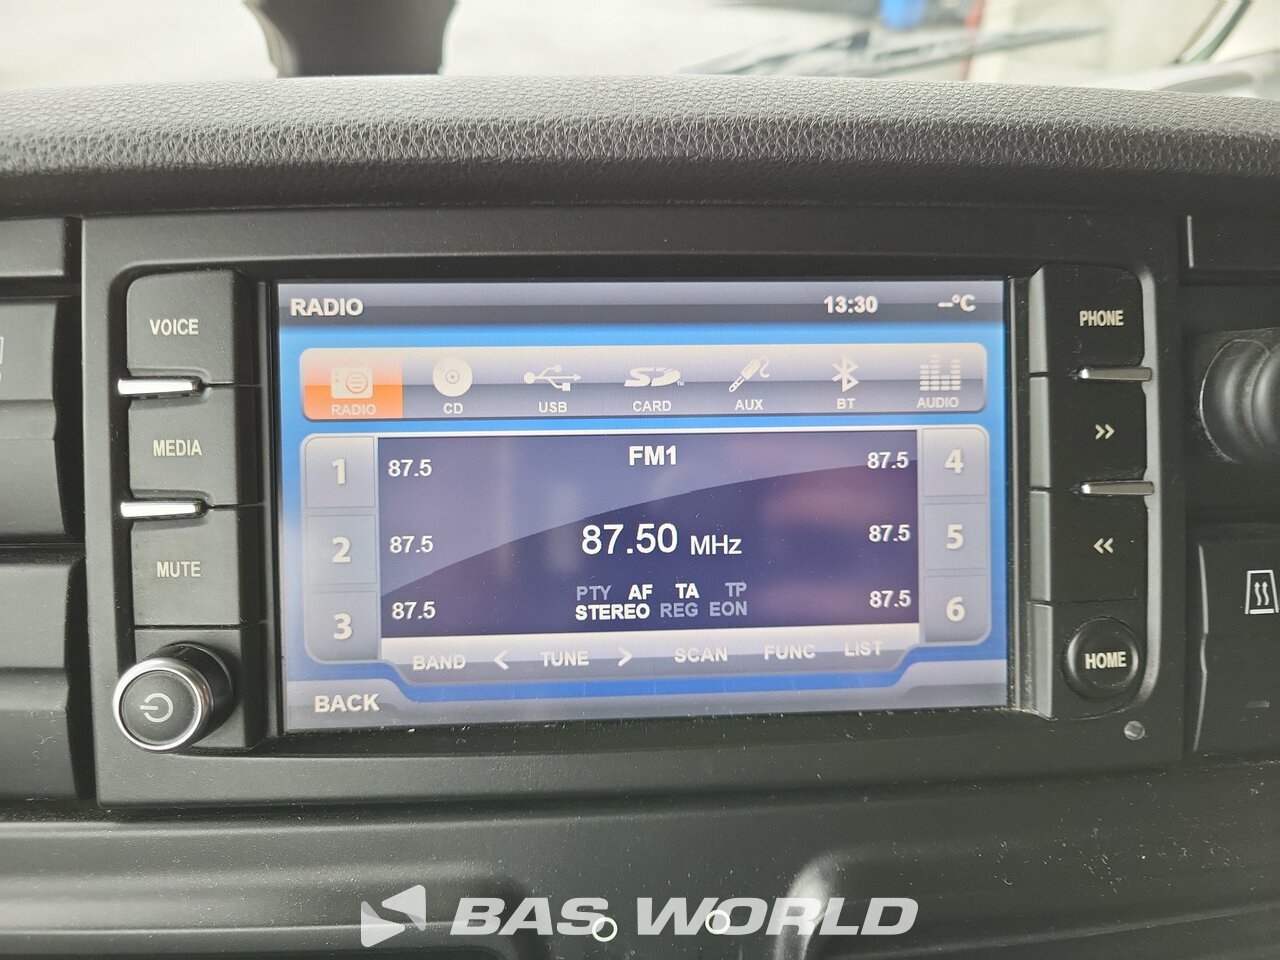 RADIO 13:30 --°C
VOICE
PHONE
RADIO CD USB CARD AUX BT AUDIO
MEDIA
>>
1 87.5 FM1 87.5 4
2 87.5 87.50 MHz 87.5 5
<<
MUTE
PTY AF TA TP
3 87.5 STEREO REG EON 87.5 6
BAND < TUNE > SCAN FUNC LIST
HOME
BACK
BAS WORLD